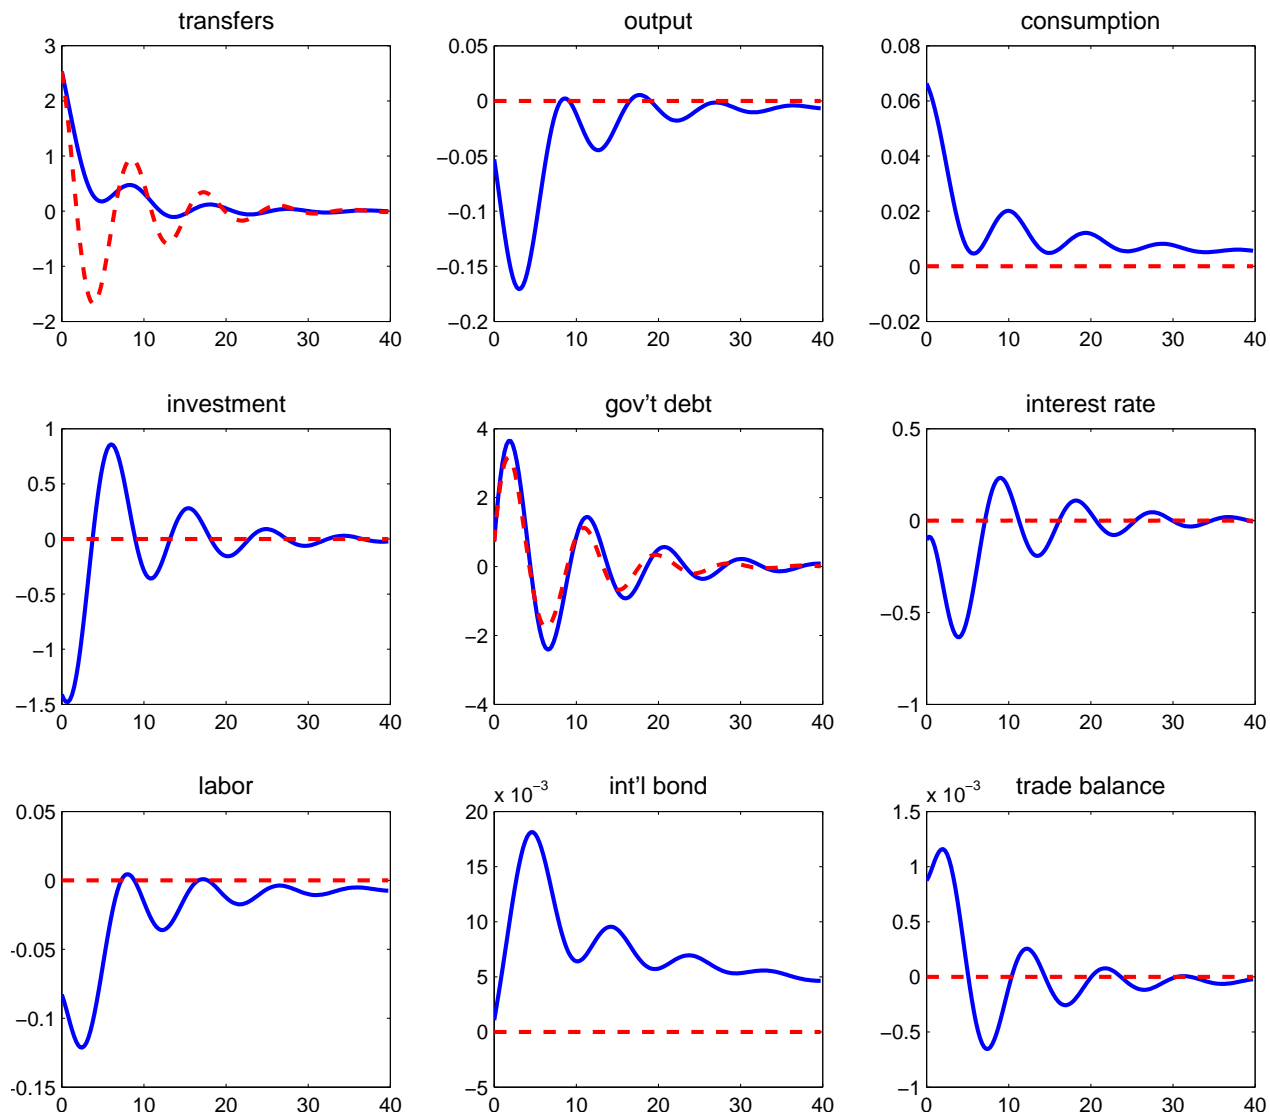 transfers
3
2
1
0
−1
−2
0 10 20 30 40
output
0.05
0
−0.05
−0.1
−0.15
−0.2
0 10 20 30 40
consumption
0.08
0.06
0.04
0.02
0
−0.02
0 10 20 30 40
investment
1
0.5
0
−0.5
−1
−1.5
0 10 20 30 40
gov't debt
4
2
0
−2
−4
0 10 20 30 40
interest rate
0.5
0
−0.5
−1
0 10 20 30 40
labor
0.05
0
-0.05
-0.1
-0.15
0 10 20 30 40
int'l bond
x 10−3
20
15
10
5
0
−5
0 10 20 30 40
trade balance
x 10−3
1.5
1
0.5
0
−0.5
−1
0 10 20 30 40